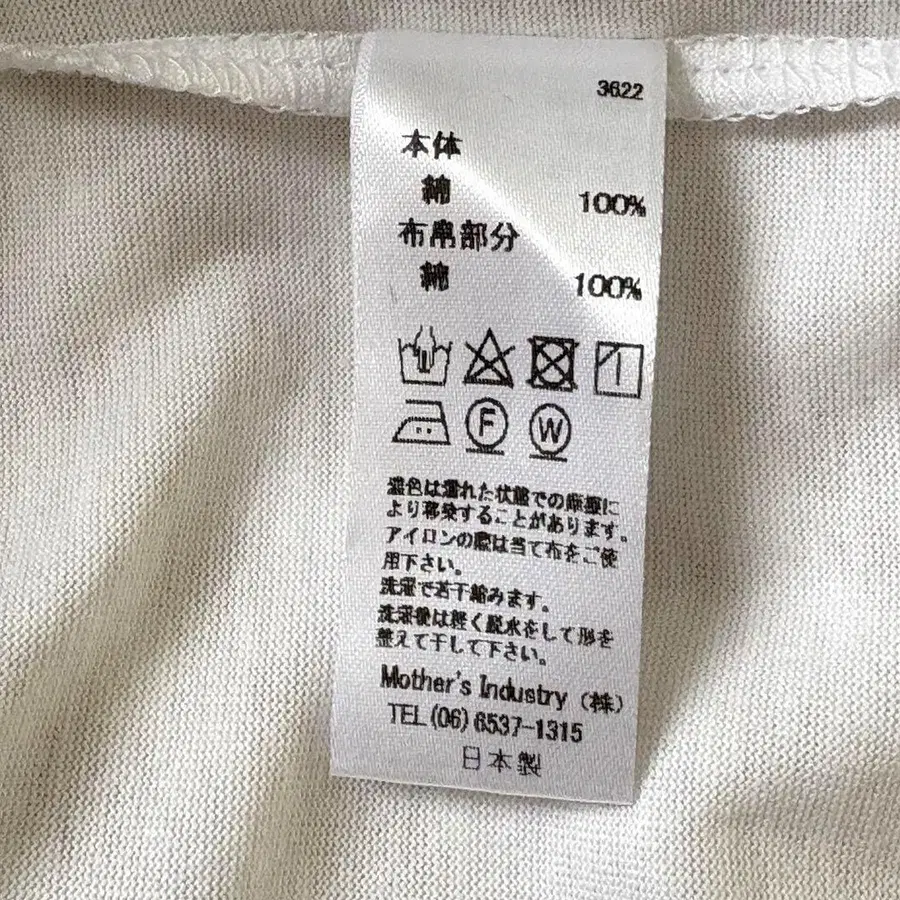 3622
本体
綿 100%
布帛部分
綿 100%
F W
濃色は濡れた状態での摩擦に
より移染することがあります。
アイロンの際は当て布をご使
用下さい。
洗濯で若干縮みます。
洗濯後は軽く脱水をして形を
整えて干して下さい。
Mother's Industry (株)
TEL (06) 6537-1315
日本製